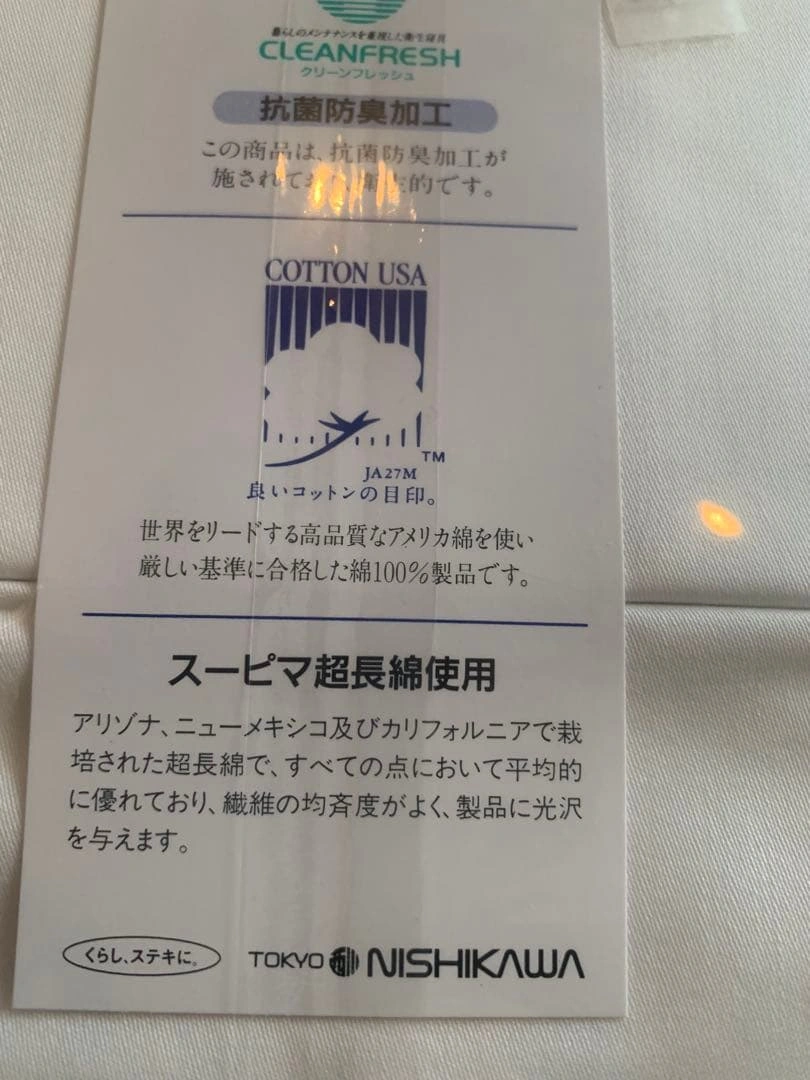 暮らしのメンテナンスを重視した衛生寝具
CLEANFRESH
クリーンフレッシュ
抗菌防臭加工
この商品は、抗菌防臭加工が
施されて 衛生的です。
COTTON USA
TM
JA27M
良いコットンの目印。
世界をリードする高品質なアメリカ綿を使い
厳しい基準に合格した綿100%製品です。
スーピマ超長綿使用
アリゾナ、ニューメキシコ及びカリフォルニアで栽
培された超長綿で、すべての点において平均的
に優れており、繊維の均斉度がよく、製品に光沢
を与えます。
くらし、ステキに。
TOKYO 西川 NISHIKAWA